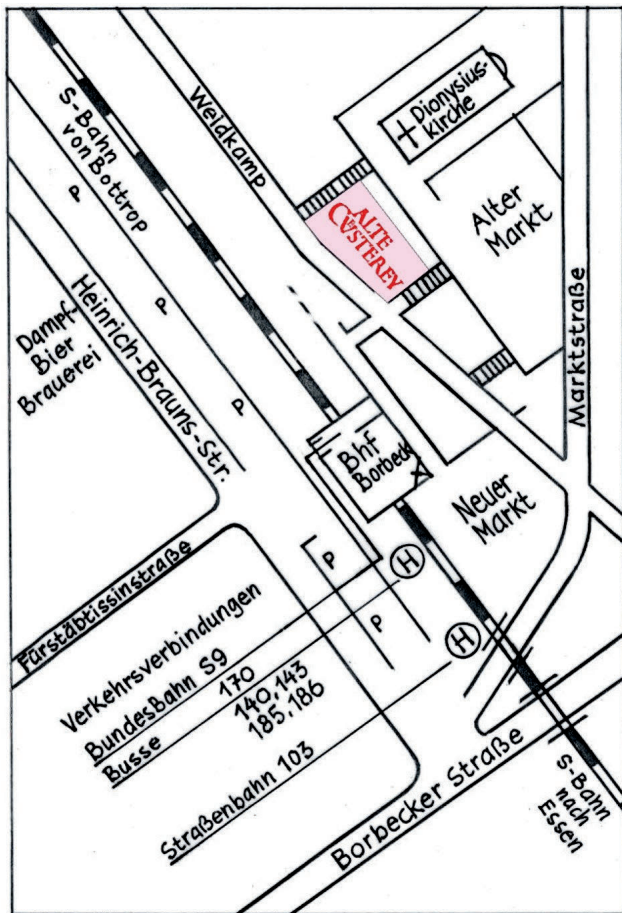 S-Bahn
von Bottrop
Weidkamp
Dionysius-
kirche
ALTE
CUSTEREY
Alter
Markt
Marktstraße
P
P
P
Heinrich-Brauns-Str.
Dampf-
Bier
Brauerei
Bhf
Borbeck
Neuer
Markt
Fürstäbtissinstraße
H
P
P
H
Verkehrsverbindungen
Bundesbahn S9
170
Busse 140,143
185,186
Straßenbahn 103
Borbecker Straße
S-Bahn
nach
Essen